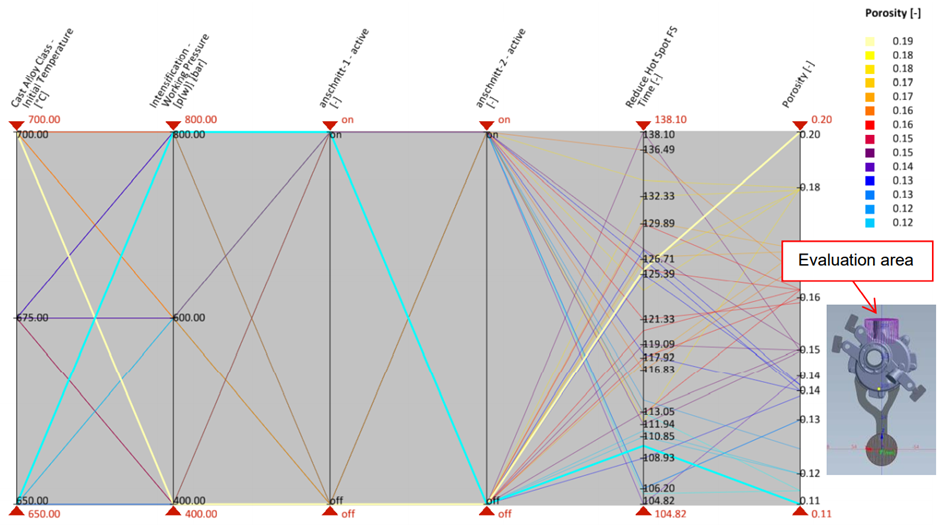 Cast Alloy Class -
Initial Temperature
[°C]
Intensification -
Working Pressure
[p(w)] [bar]
anschnitt-1 - active
[-]
anschnitt-2 - active
[-]
Reduce Hot Spot FS
Time [-]
Porosity [-]
Porosity [-]
0.19
0.18
0.18
0.17
0.17
0.16
0.16
0.15
0.15
0.14
0.13
0.13
0.12
0.12
700.00
800.00
on
on
138.10
0.20
700.00
800.00
on
on
138.10
0.20
136.49
132.33
0.18
129.89
126.71
125.39
Evaluation area
0.16
675.00
600.00
121.33
119.09
117.92
116.83
0.15
0.14
0.14
113.05
111.94
110.85
108.93
0.13
0.12
106.20
104.82
650.00
400.00
off
off
0.11
650.00
400.00
off
off
104.82
0.11